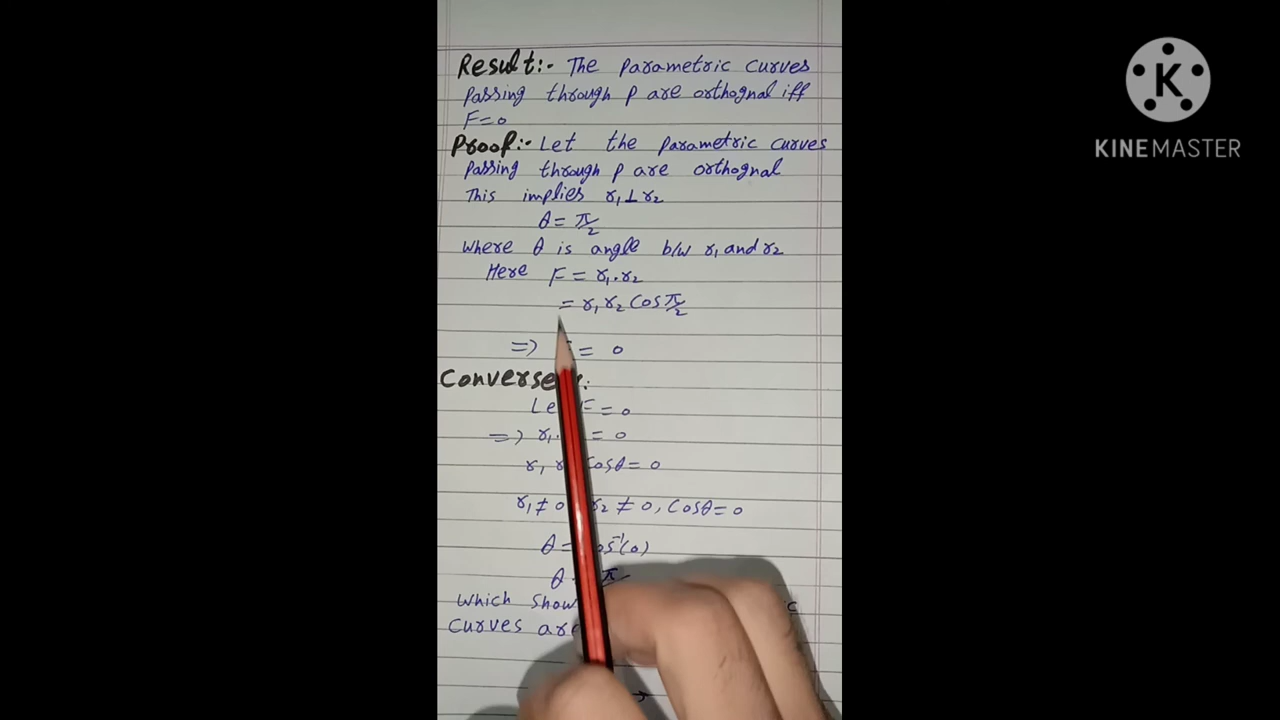 Result:- The parametric curves
Passing through P are orthognal iff
F=0
Proof:- Let the parametric curves
passing through p are orthognal
This implies r₁⊥r₂
θ = π/2
where θ is angle b/w r₁ and r₂
Here F = r₁.r₂
= r₁ r₂ Cos π/2
=> = 0
Converse:
Let F = 0
=> r₁. = 0
r₁ Cosθ = 0
r₁ ≠ 0 r₂ ≠ 0, Cosθ = 0
θ = cos⁻¹(0)
θ π
which show
curves are
KINEMASTER